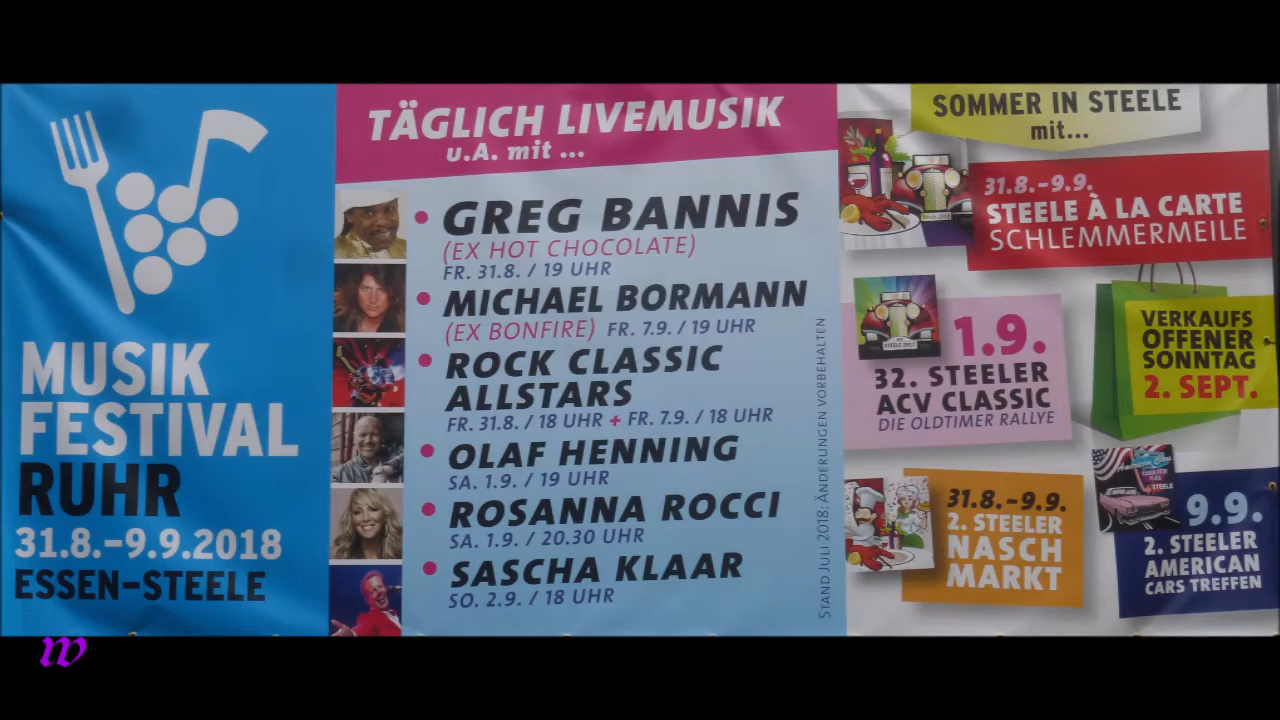 MUSIK
FESTIVAL
RUHR
31.8.–9.9.2018
ESSEN–STEELE
TÄGLICH LIVEMUSIK
u.A. mit ...
GREG BANNIS
(EX HOT CHOCOLATE)
FR. 31.8. / 19 UHR
MICHAEL BORMANN
(EX BONFIRE) FR. 7.9. / 19 UHR
ROCK CLASSIC
ALLSTARS
FR. 31.8. / 18 UHR + FR. 7.9. / 18 UHR
OLAF HENNING
SA. 1.9. / 19 UHR
ROSANNA ROCCI
SA. 1.9. / 20.30 UHR
SASCHA KLAAR
SO. 2.9. / 18 UHR
STAND JULI 2018: ÄNDERUNGEN VORBEHALTEN
SOMMER IN STEELE
mit...
31.8.–9.9.
STEELE À LA CARTE
SCHLEMMERMEILE
1.9.
32. STEELER
ACV CLASSIC
DIE OLDTIMER RALLYE
VERKAUFS
OFFENER
SONNTAG
2. SEPT.
31.8.–9.9.
2. STEELER
NASCH
MARKT
9.9.
2. STEELER
AMERICAN
CARS TREFFEN
w